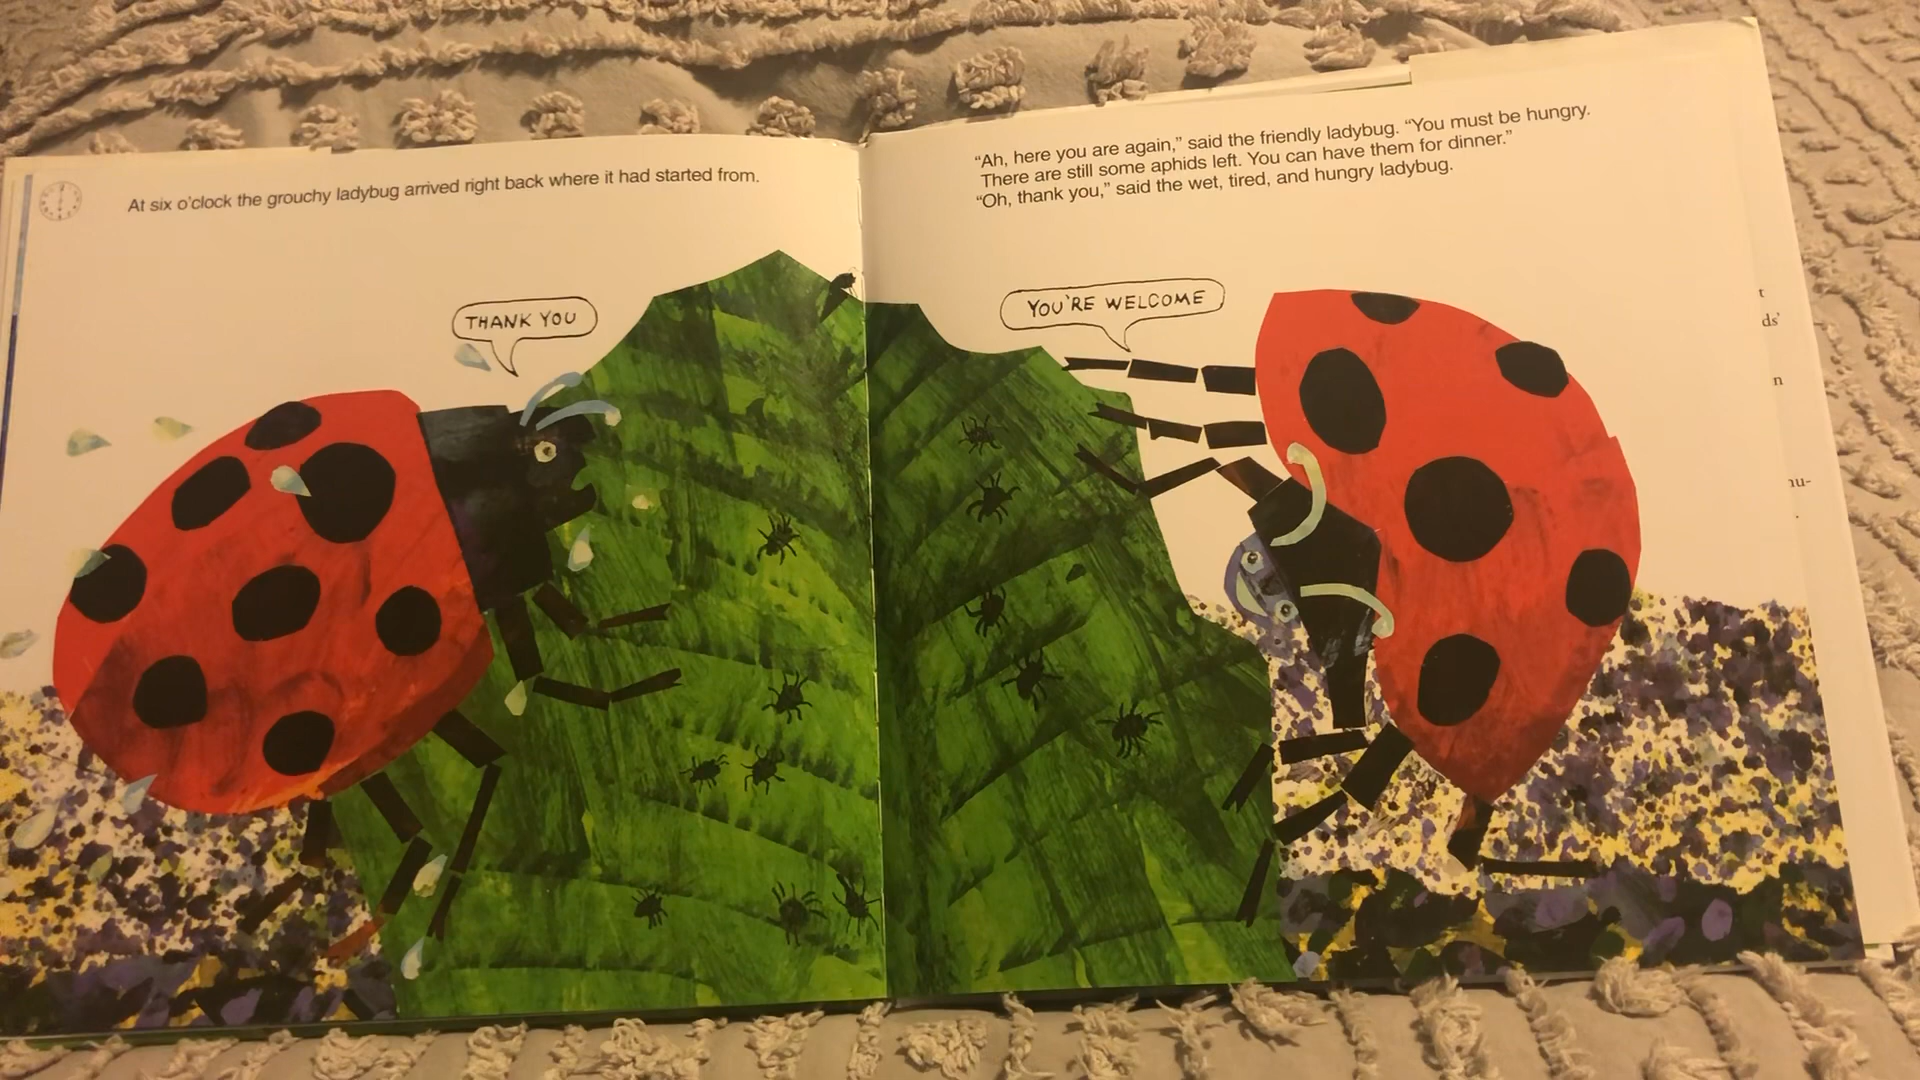 At six o'clock the grouchy ladybug arrived right back where it had started from.
THANK YOU
“Ah, here you are again,” said the friendly ladybug. “You must be hungry.
There are still some aphids left. You can have them for dinner.”
“Oh, thank you,” said the wet, tired, and hungry ladybug.
YOU'RE WELCOME
t
ds'
n
nu-
.